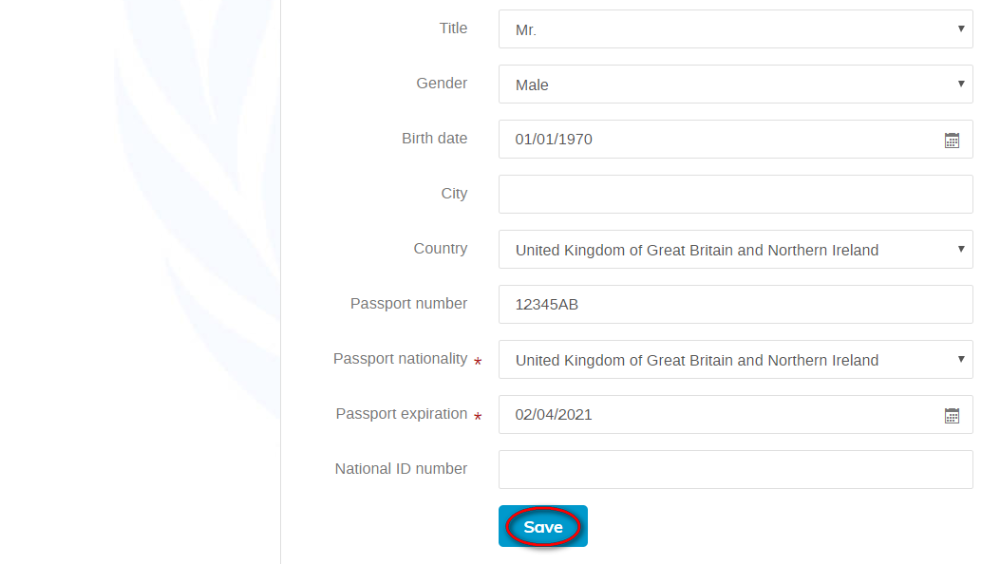 Title Mr.
Gender Male
Birth date 01/01/1970
City
Country United Kingdom of Great Britain and Northern Ireland
Passport number 12345AB
Passport nationality * United Kingdom of Great Britain and Northern Ireland
Passport expiration * 02/04/2021
National ID number
Save